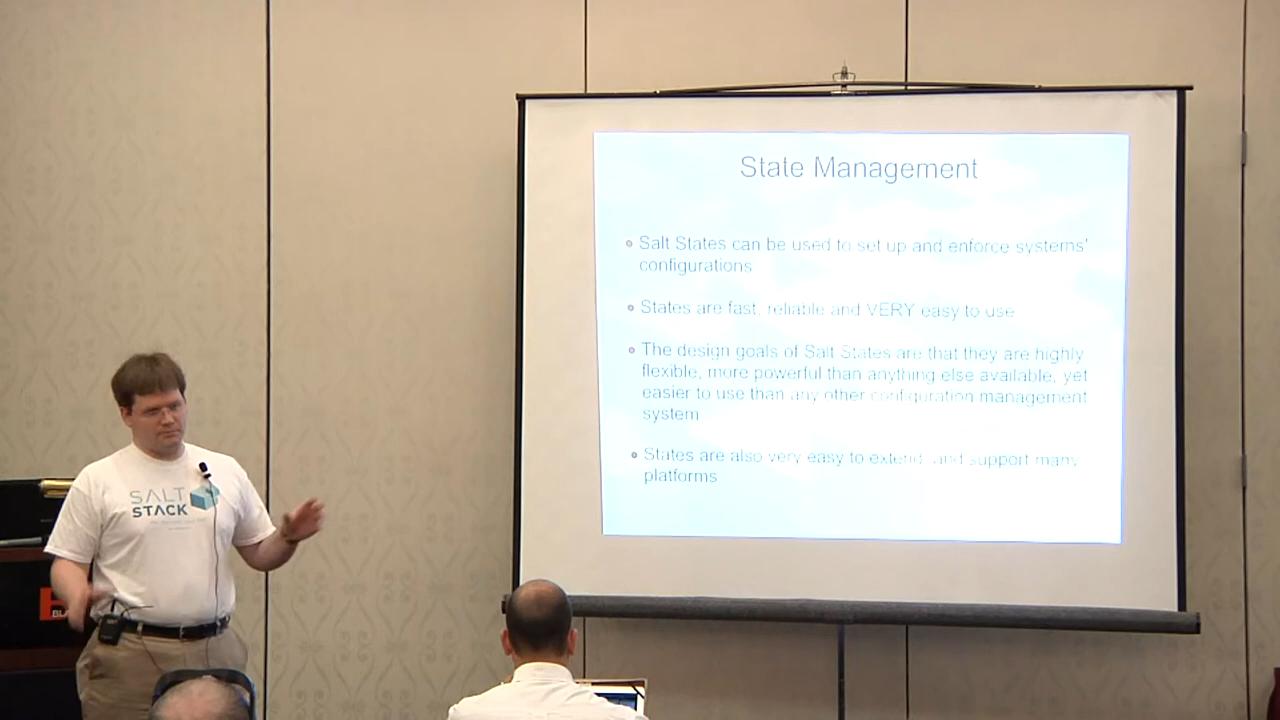 State Management
Salt States can be used to set up and enforce systems'
configurations
States are fast, reliable and VERY easy to use
The design goals of Salt States are that they are highly
flexible, more powerful than anything else available, yet
easier to use than any other configuration management
system
States are also very easy to extend, and support many
platforms
SALT
STACK